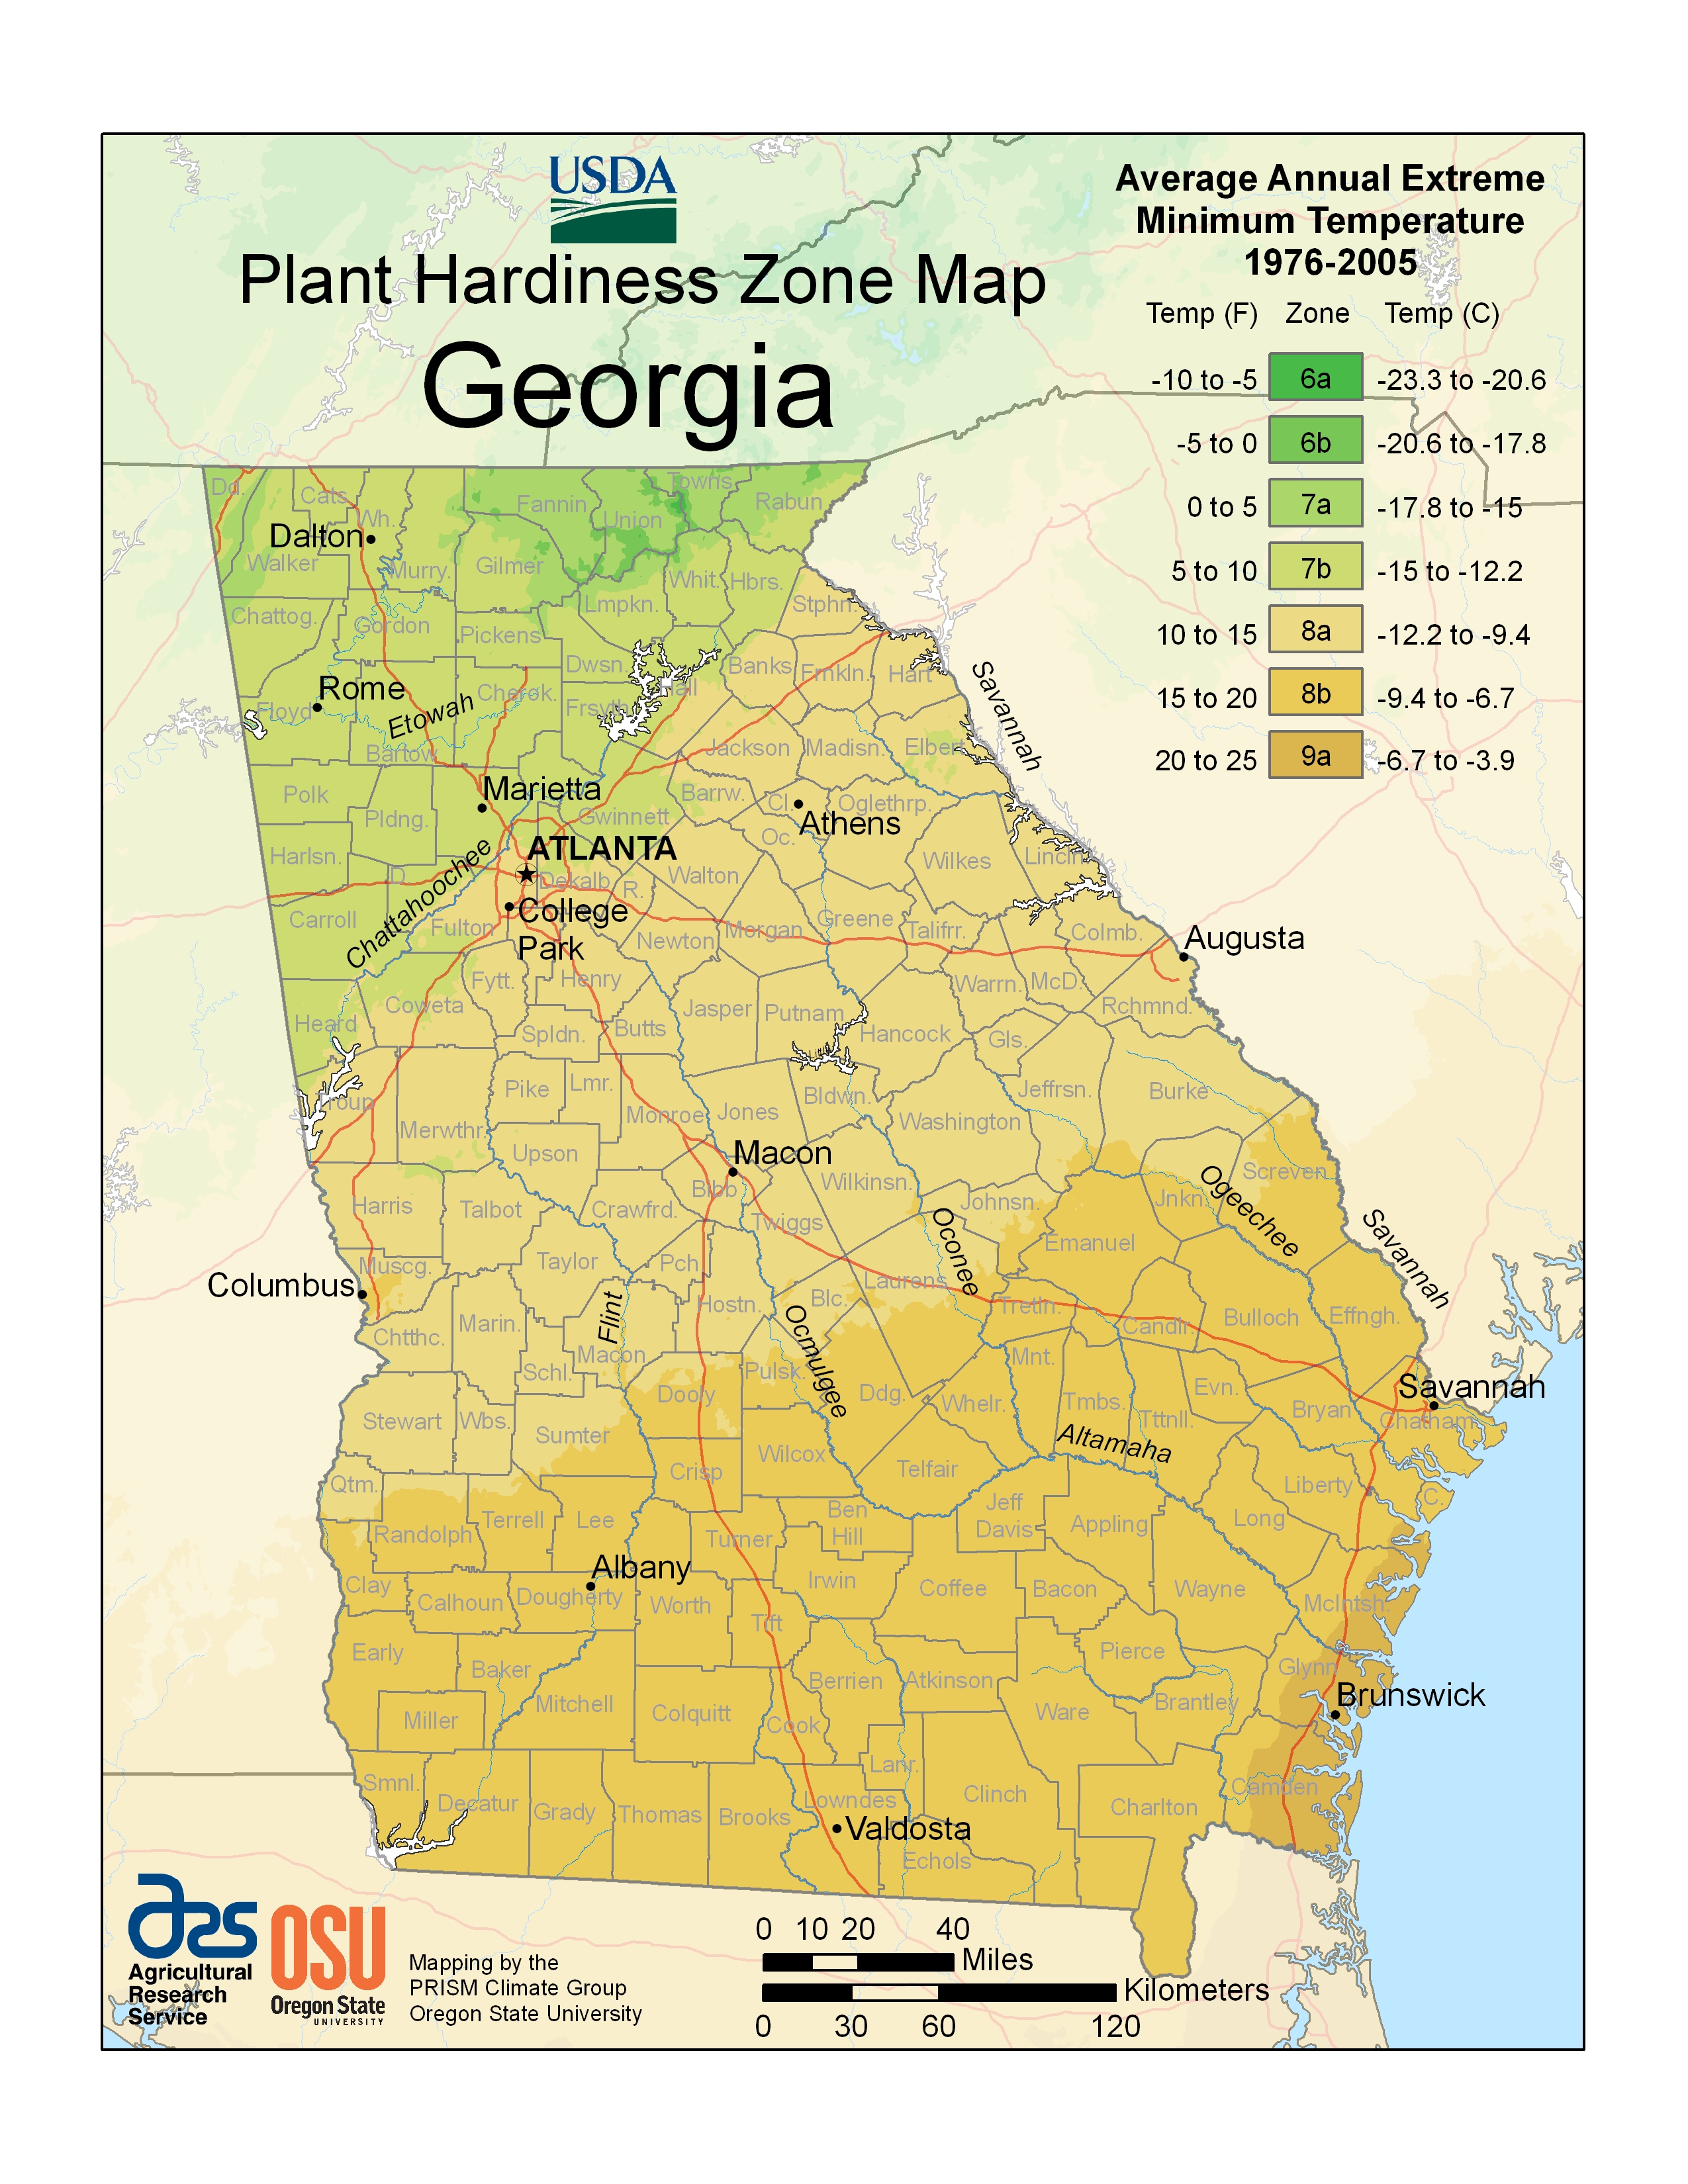 USDA
Plant Hardiness Zone Map
Georgia
Average Annual Extreme
Minimum Temperature
1976-2005
Temp (F) Zone Temp (C)
-10 to -5 6a -23.3 to -20.6
-5 to 0 6b -20.6 to -17.8
0 to 5 7a -17.8 to -15
5 to 10 7b -15 to -12.2
10 to 15 8a -12.2 to -9.4
15 to 20 8b -9.4 to -6.7
20 to 25 9a -6.7 to -3.9
Dd.
Cats.
Wh.
Fannin
Union
Towns
Rabun
Dalton
Walker
Murry.
Gilmer
Whit.
Hbrs.
Chattog.
Gordon
Pickens
Lmpkn.
Stphn.
Dwsn.
Hall
Banks
Frnkln.
Hart
Savannah
Rome
Floyd
Etowah
Cherok.
Frsyth
Bartow
Jackson
Madisn.
Elbert
Polk
Pldng.
Marietta
Gwinnett
Barrw.
Cl.
Oglethrp.
Athens
Oc.
Harlsn.
D.
Chattahoochee
ATLANTA
Dekalb
R.
Walton
Wilkes
Lincln.
Carroll
Fulton
College
Park
Newton
Morgan
Greene
Talifrr.
Colmb.
Augusta
Heard
Coweta
Fytt.
Henry
Spldn.
Butts
Jasper
Putnam
Hancock
Warrn.
McD.
Rchmnd.
Gls.
Troup
Merwthr.
Pike
Lmr.
Monroe
Jones
Bldwn.
Washington
Jeffrsn.
Burke
Upson
Macon
Bibb
Wilkinsn.
Johnsn.
Jnkn.
Screven
Ogeechee
Savannah
Harris
Talbot
Crawfrd.
Twiggs
Oconee
Emanuel
Muscg.
Columbus
Taylor
Pch.
Hostn.
Blc.
Laurens
Tretln.
Candlr.
Bulloch
Effngh.
Chtthc.
Marin.
Flint
Macon
Schl.
Ocmulgee
Dooly
Pulsk.
Ddg.
Whelr.
Mnt.
Tmbs.
Ttnll.
Evn.
Bryan
Savannah
Chatham
Stewart
Wbs.
Sumter
Crisp
Wilcox
Telfair
Altamaha
Liberty
C.
Long
Qtm.
Randolph
Terrell
Lee
Turner
Ben
Hill
Jeff
Davis
Appling
Clay
Calhoun
Albany
Dougherty
Worth
Tift
Irwin
Coffee
Bacon
Wayne
McIntsh.
Early
Baker
Mitchell
Berrien
Atkinson
Pierce
Glynn
Brunswick
Miller
Colquitt
Cook
Ware
Brantley
Smnl.
Decatur
Grady
Thomas
Brooks
Lowndes
Lanr.
Clinch
Charlton
Camden
Valdosta
Echols
Agricultural
Research
Service
OSU
Oregon State
UNIVERSITY
Mapping by the
PRISM Climate Group
Oregon State University
0 10 20 40
Miles
Kilometers
0 30 60 120